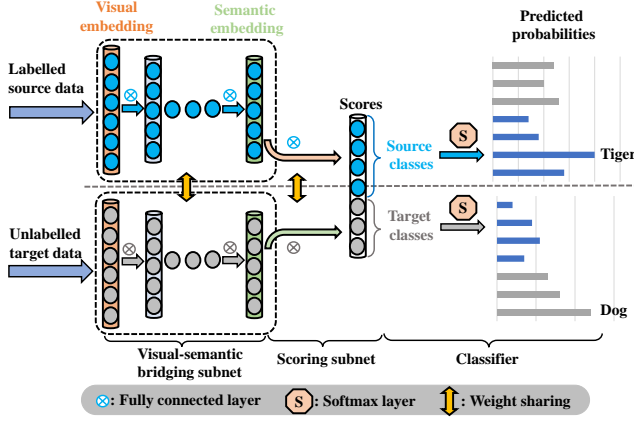 Visual
embedding
Semantic
embedding
Predicted
probabilities
Labelled
source data
Scores
Source
classes
S
Tiger
Unlabelled
target data
Target
classes
S
Dog
Visual-semantic
bridging subnet
Scoring subnet
Classifier
: Fully connected layer
S : Softmax layer
: Weight sharing